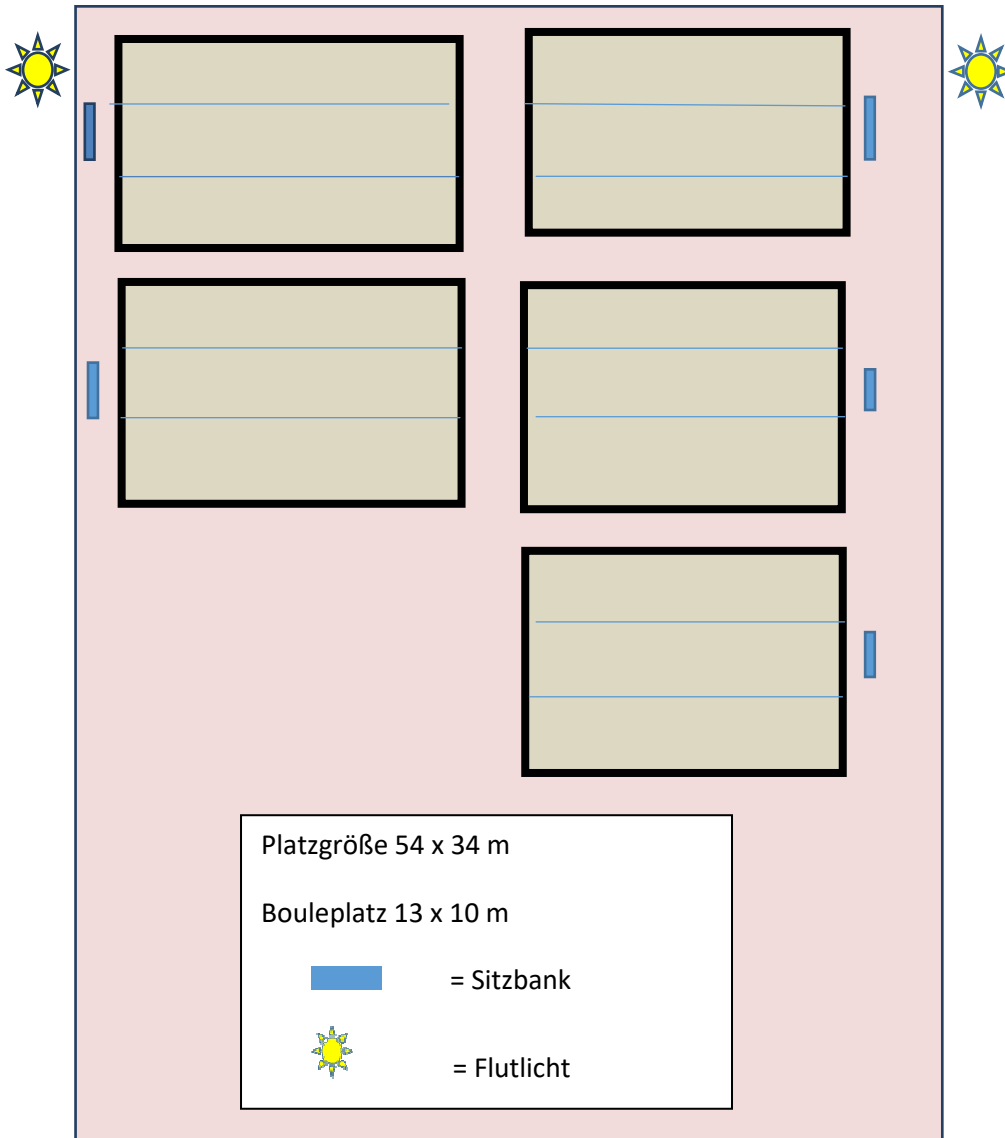 Platzgröße 54 x 34 m
Bouleplatz 13 x 10 m
= Sitzbank
= Flutlicht